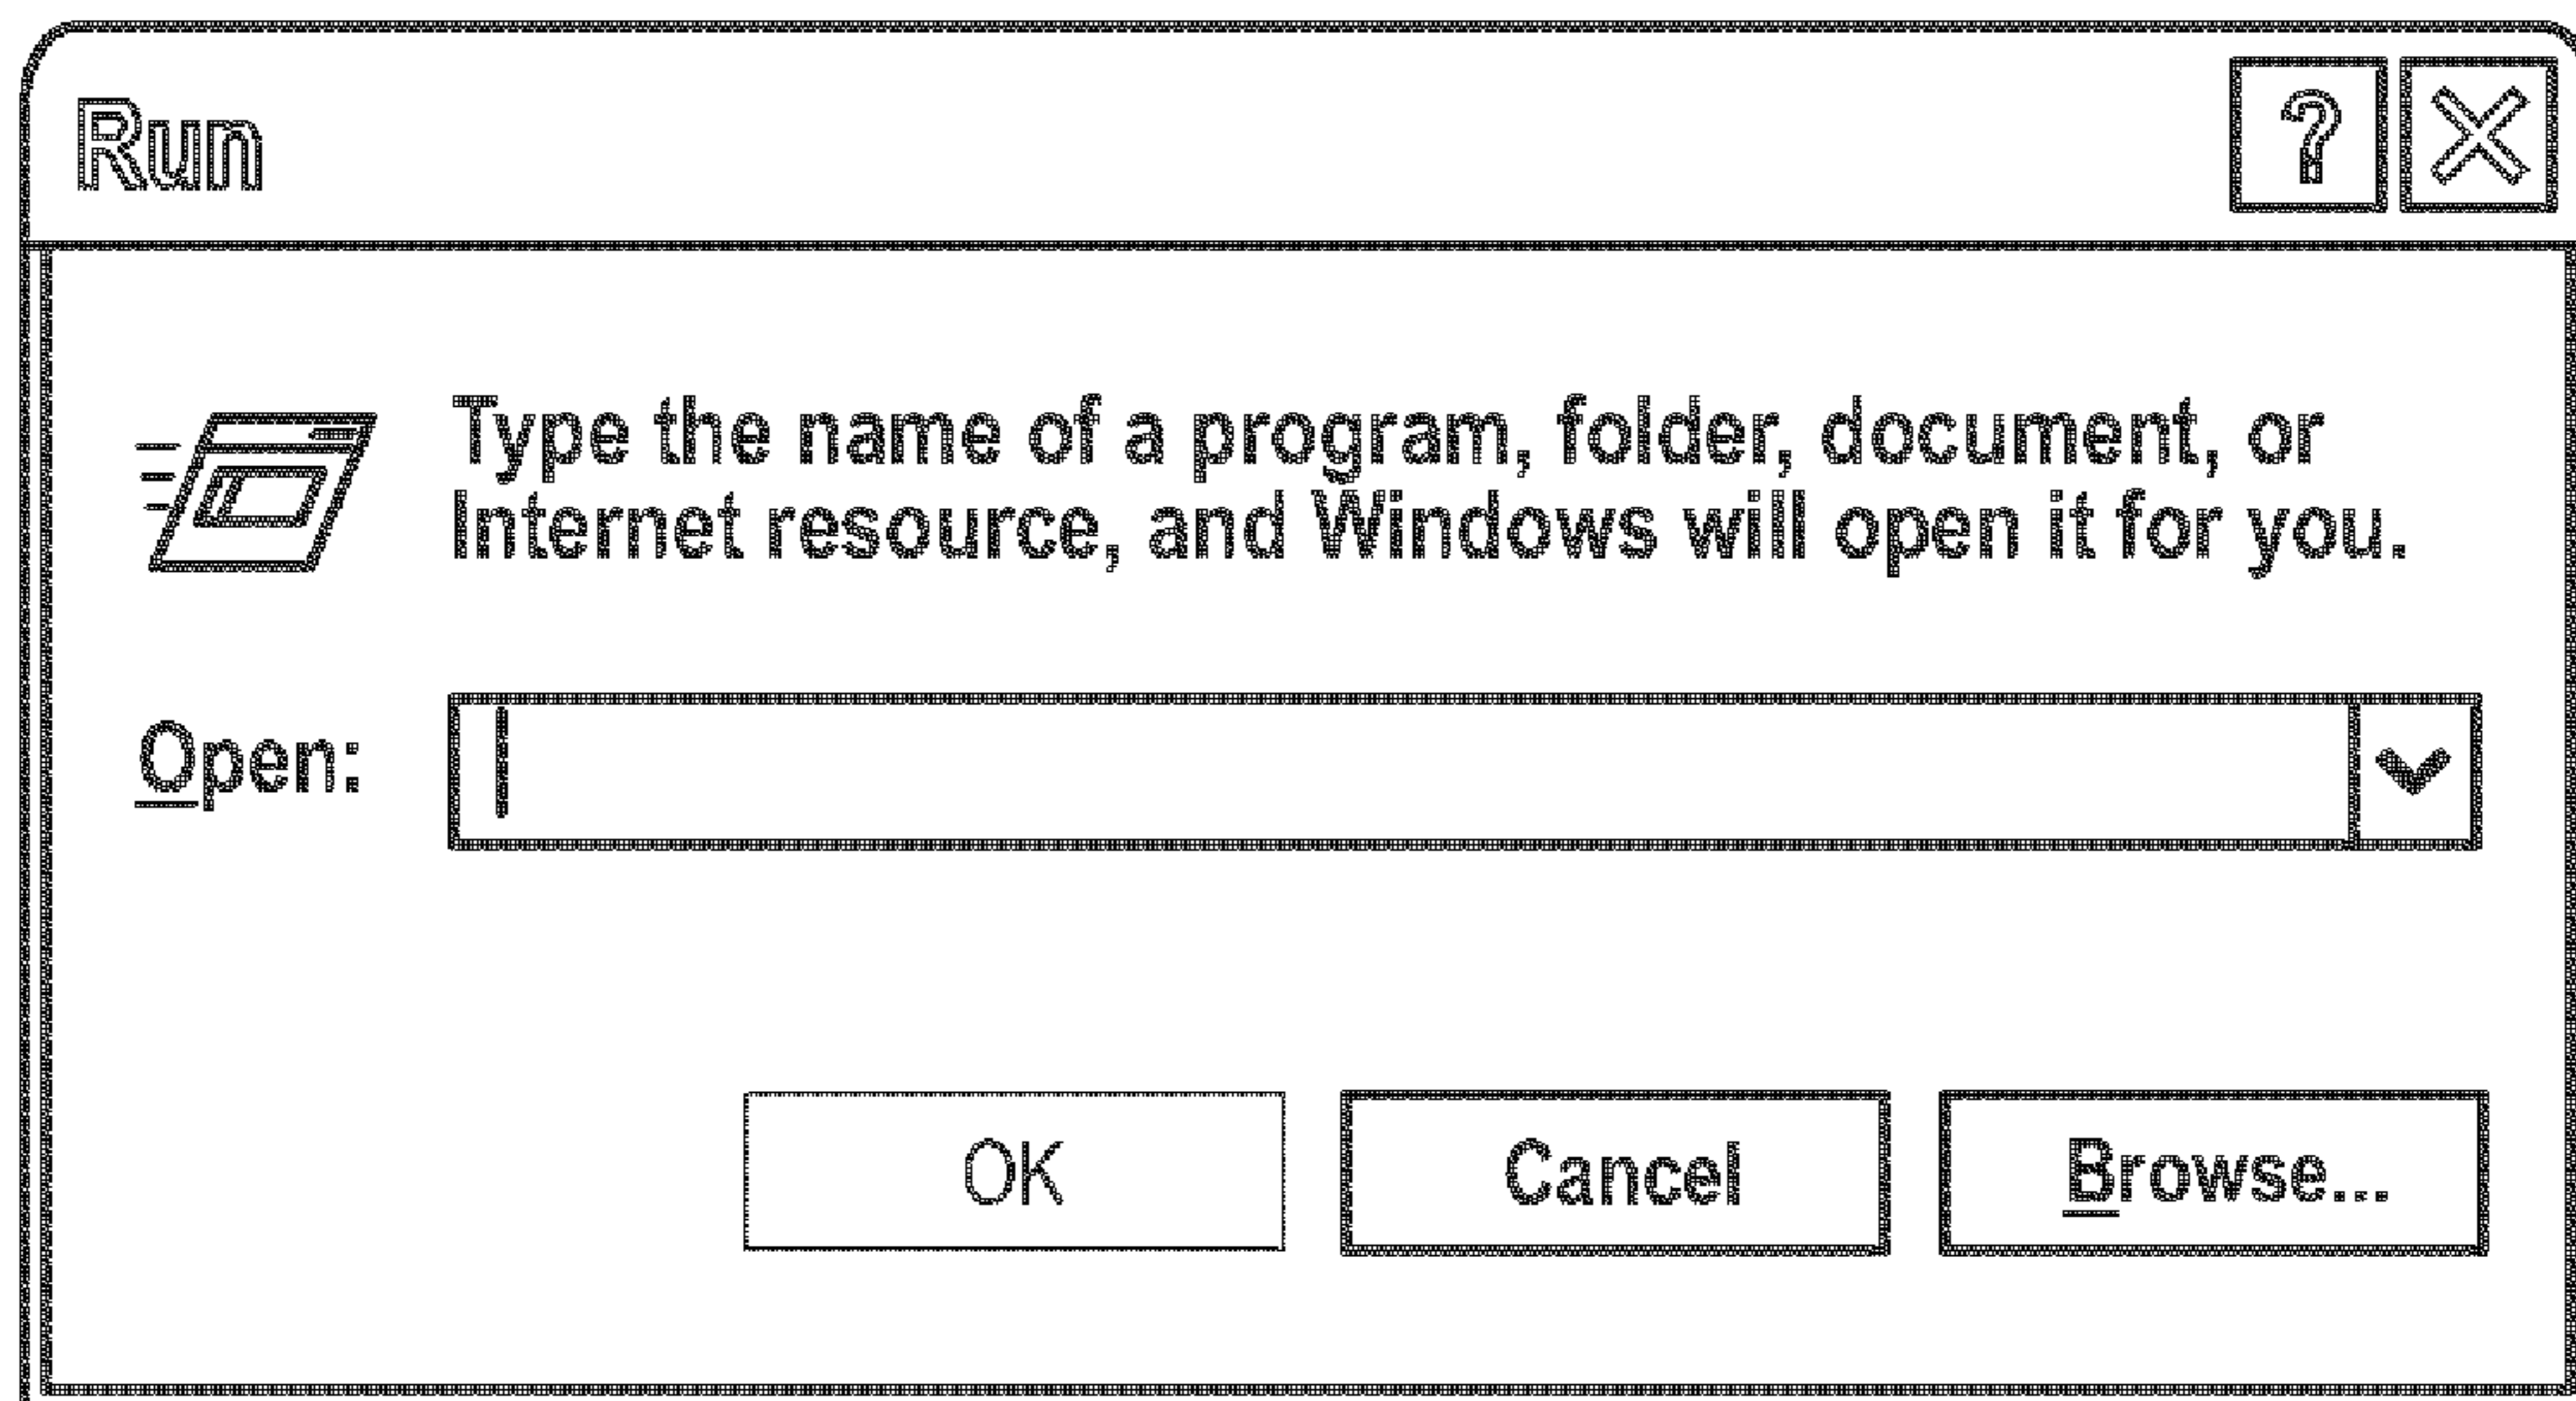 Run
Type the name of a program, folder, document, or
Internet resource, and Windows will open it for you.
Open:
OK Cancel Browse...